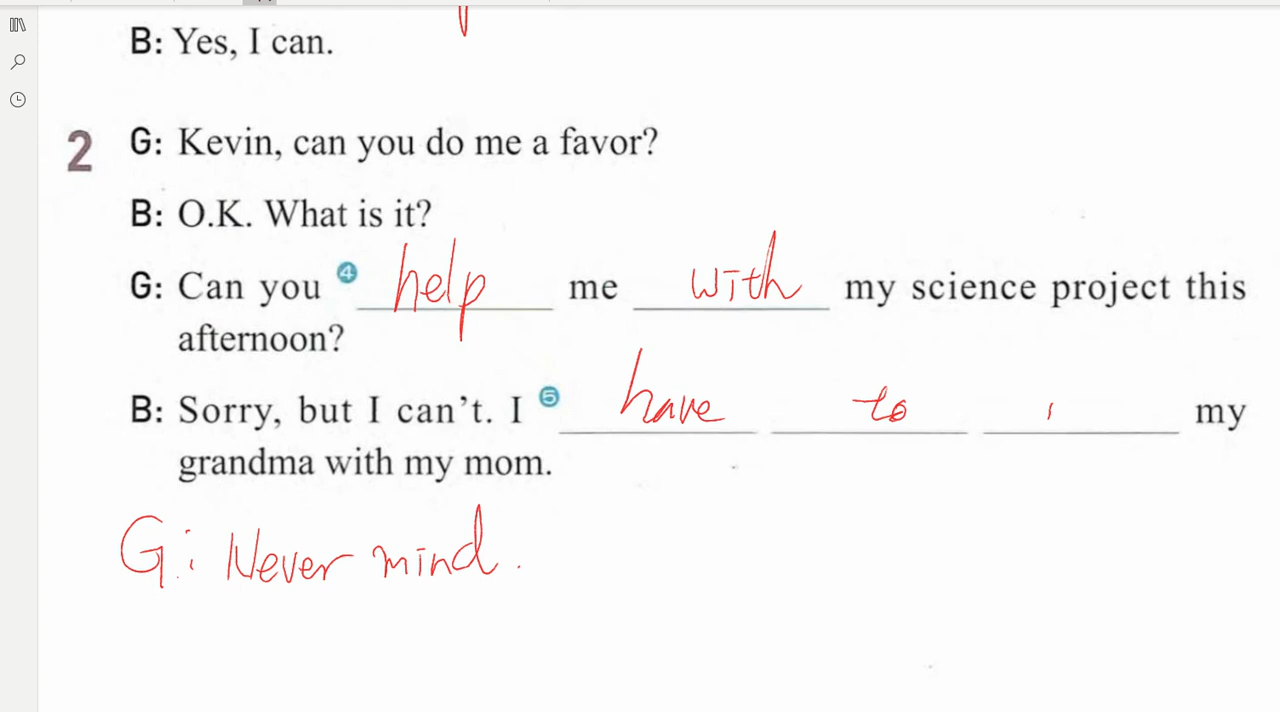 B: Yes, I can.
2 G: Kevin, can you do me a favor?
B: O.K. What is it?
G: Can you ④ help me with my science project this
afternoon?
B: Sorry, but I can't. I ⑤ have to my
grandma with my mom.
G: Never mind.